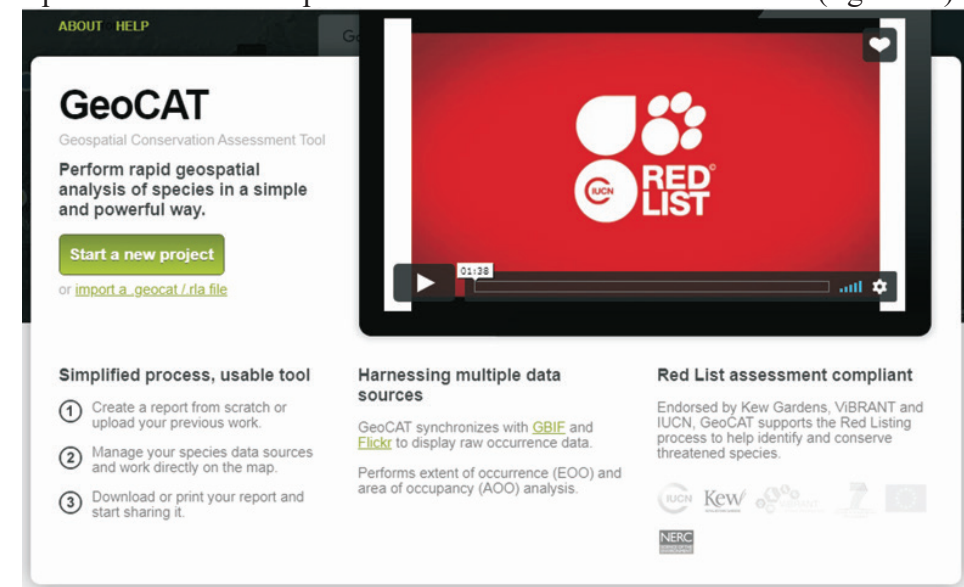 ABOUT HELP
GeoCAT
Geospatial Conservation Assessment Tool
Perform rapid geospatial
analysis of species in a simple
and powerful way.
Start a new project
or import a .geocat /.rla file
IUCN
RED
LIST
01:38
Simplified process, usable tool
1 Create a report from scratch or
upload your previous work.
2 Manage your species data sources
and work directly on the map.
3 Download or print your report and
start sharing it.
Harnessing multiple data
sources
GeoCAT synchronizes with GBIF and
Flickr to display raw occurrence data.
Performs extent of occurrence (EOO) and
area of occupancy (AOO) analysis.
Red List assessment compliant
Endorsed by Kew Gardens, ViBRANT and
IUCN, GeoCAT supports the Red Listing
process to help identify and conserve
threatened species.
IUCN Kew
NERC